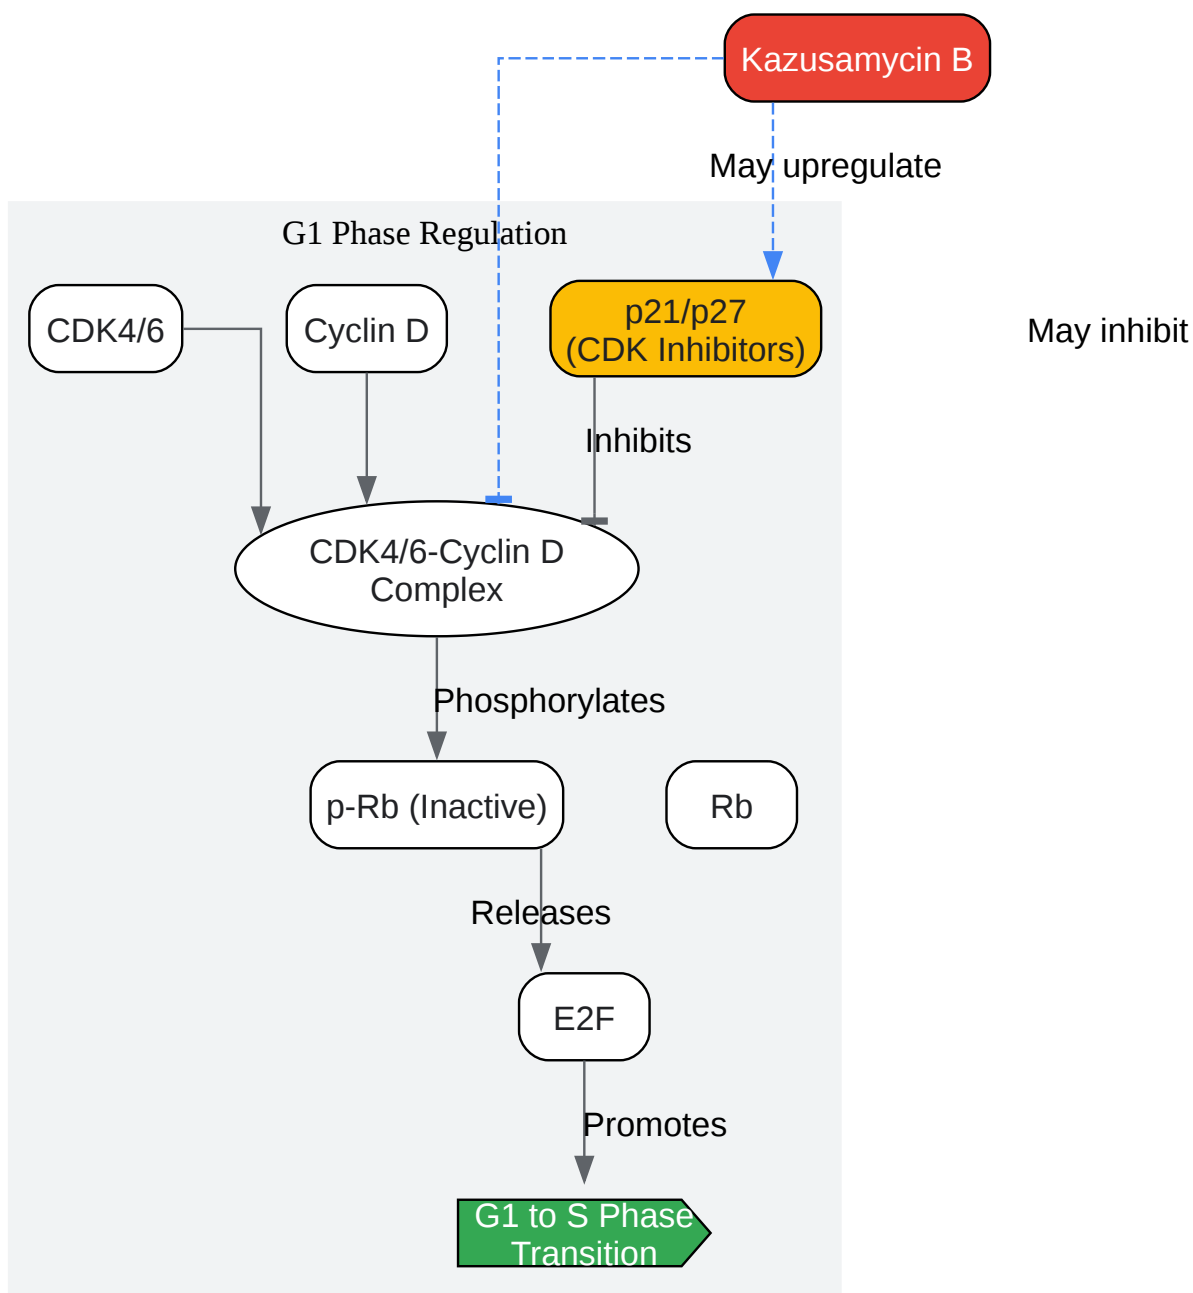 Kazusamycin B
May upregulate
G1 Phase Regulation
CDK4/6
Cyclin D
p21/p27
(CDK Inhibitors)
May inhibit
Inhibits
CDK4/6-Cyclin D
Complex
Phosphorylates
p-Rb (Inactive)
Rb
Releases
E2F
Promotes
G1 to S Phase
Transition